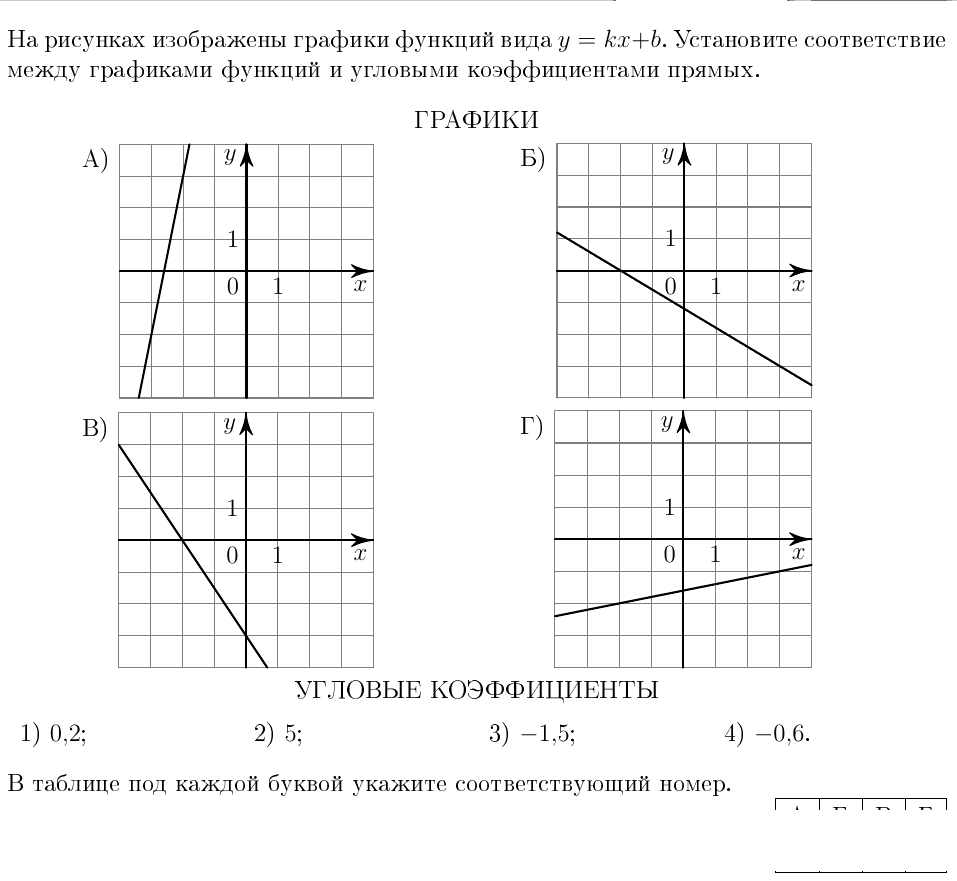 На рисунках изображены графики функций вида y = kx+b. Установите соответствие
между графиками функций и угловыми коэффициентами прямых.
ГРАФИКИ
А) y 1 0 1 x
Б) y 1 0 1 x
В) y 1 0 1 x
Г) y 1 0 1 x
УГЛОВЫЕ КОЭФФИЦИЕНТЫ
1) 0,2; 2) 5; 3) −1,5; 4) −0,6.
В таблице под каждой буквой укажите соответствующий номер.